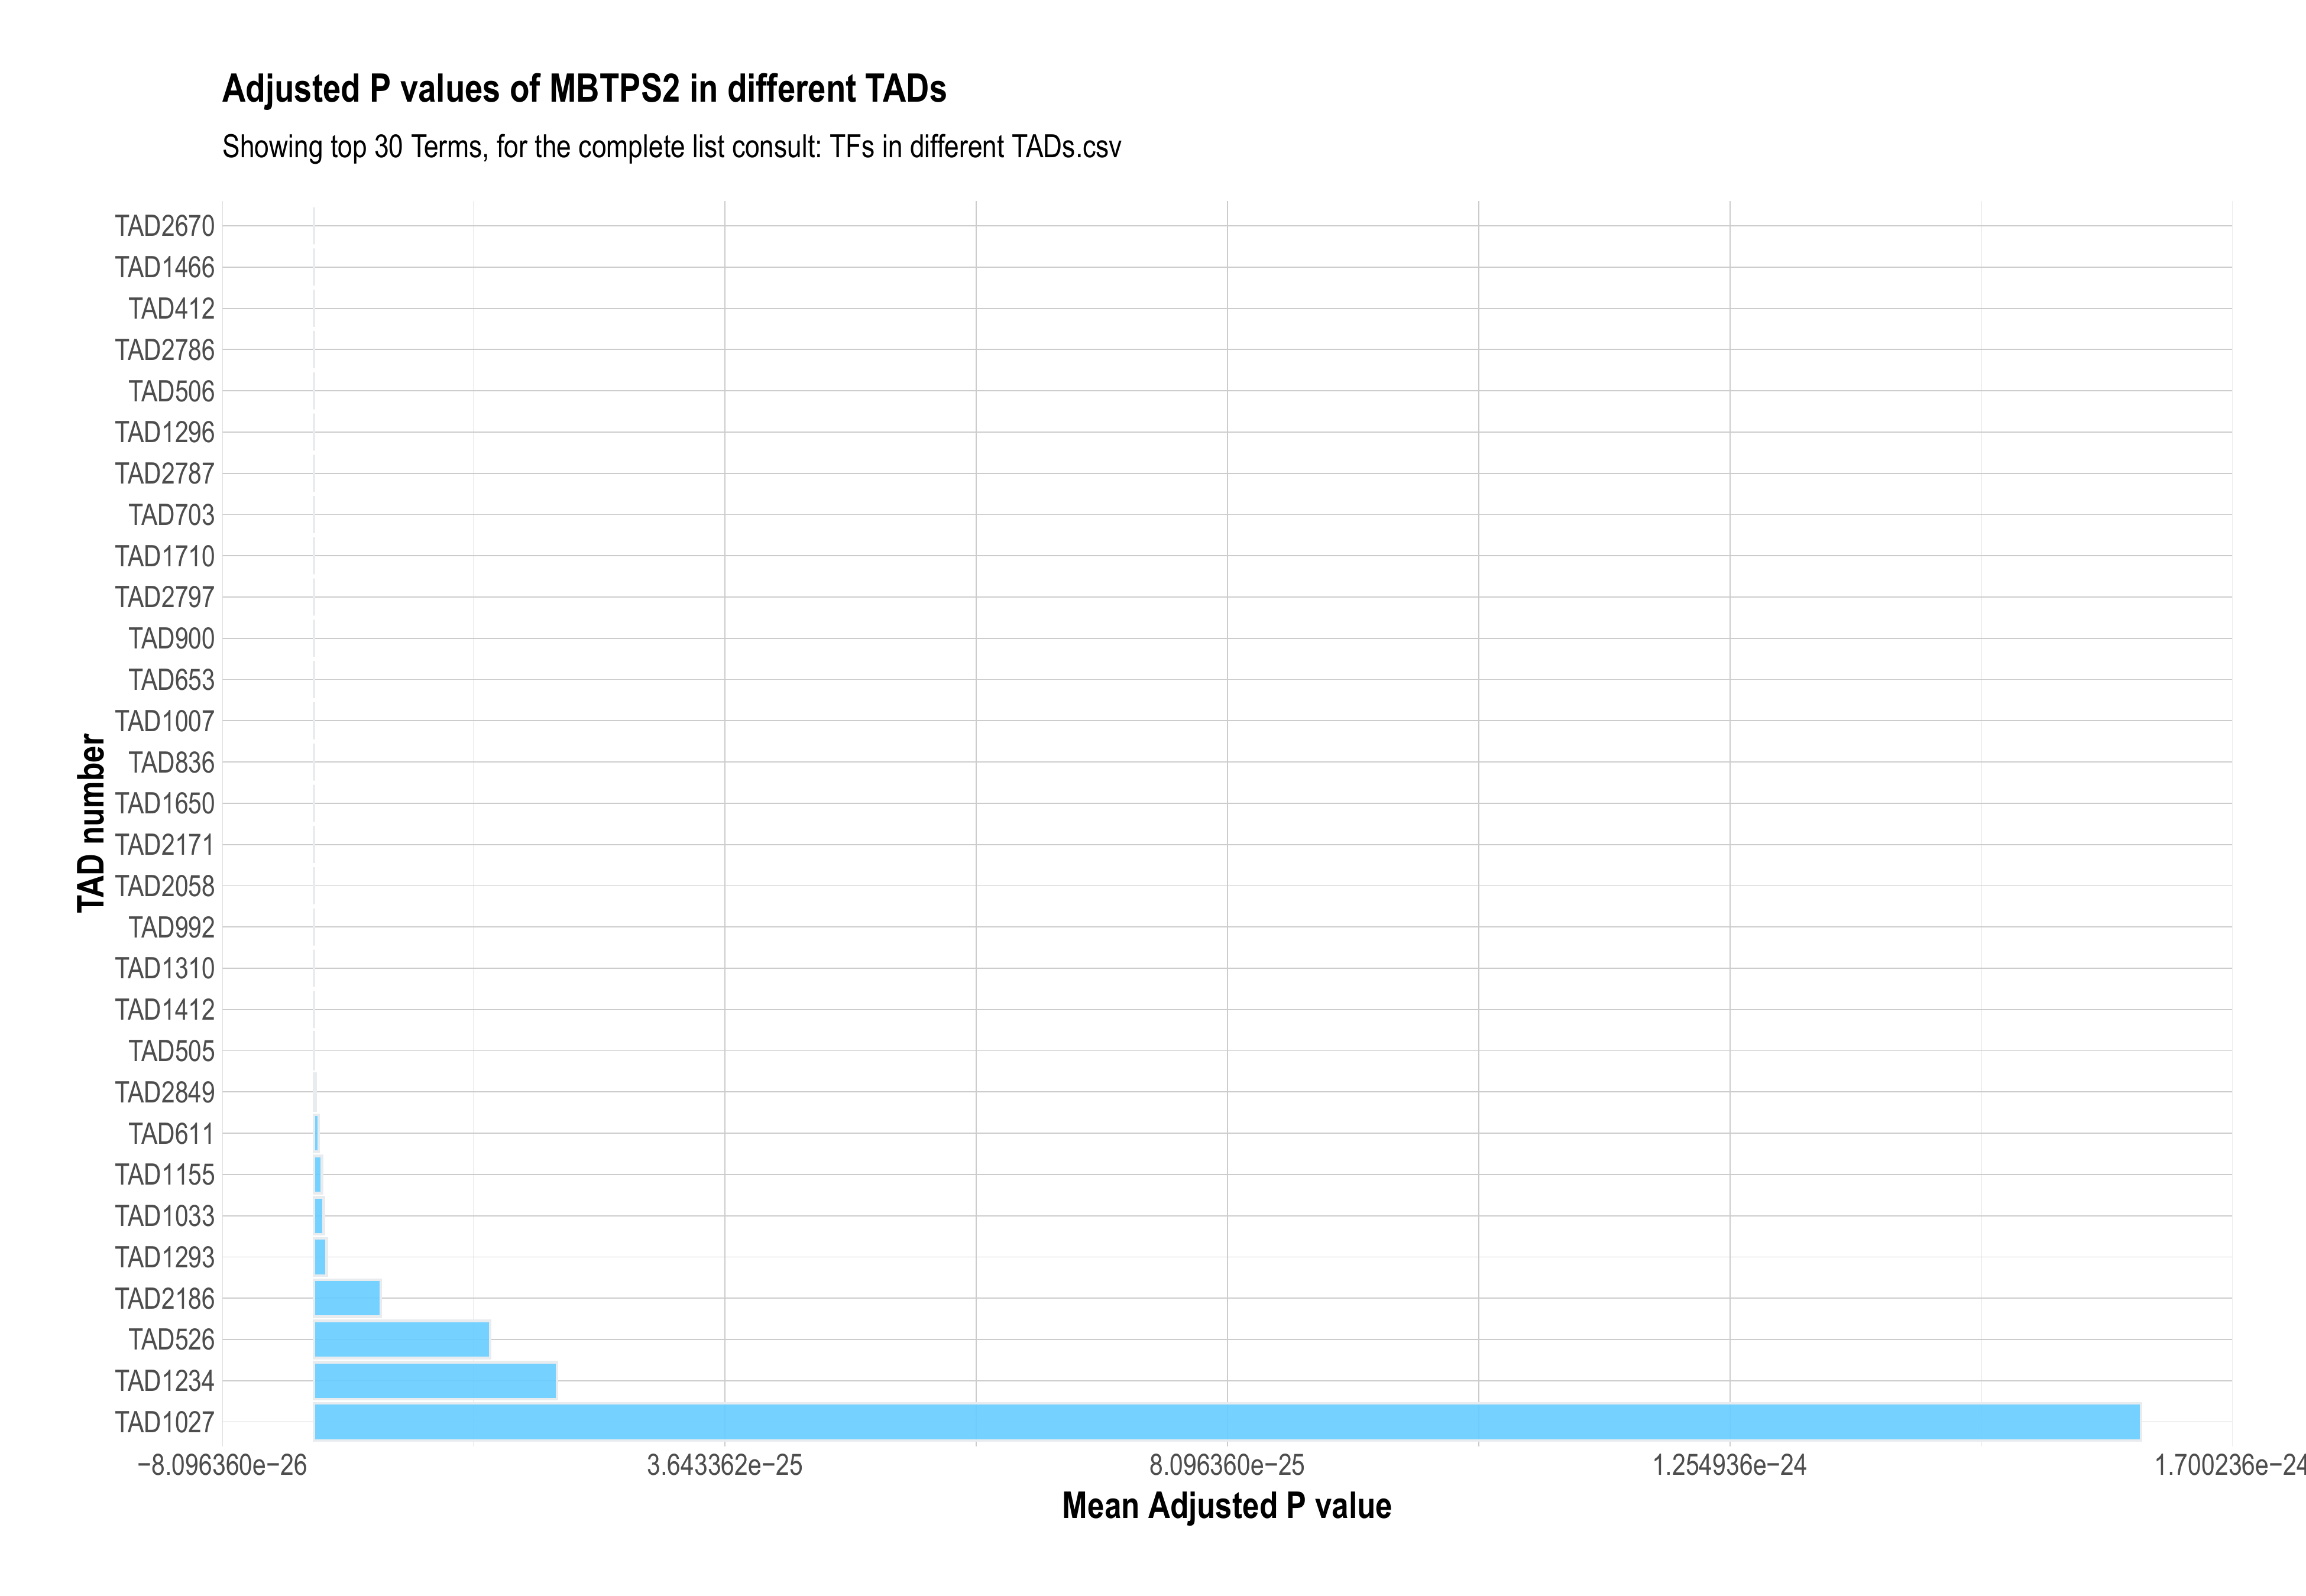 Adjusted P values of MBTPS2 in different TADs
Showing top 30 Terms, for the complete list consult: TFs in different TADs.csv
TAD number
TAD2670
TAD1466
TAD412
TAD2786
TAD506
TAD1296
TAD2787
TAD703
TAD1710
TAD2797
TAD900
TAD653
TAD1007
TAD836
TAD1650
TAD2171
TAD2058
TAD992
TAD1310
TAD1412
TAD505
TAD2849
TAD611
TAD1155
TAD1033
TAD1293
TAD2186
TAD526
TAD1234
TAD1027
−8.096360e−26 3.643362e−25 8.096360e−25 1.254936e−24 1.700236e−24
Mean Adjusted P value